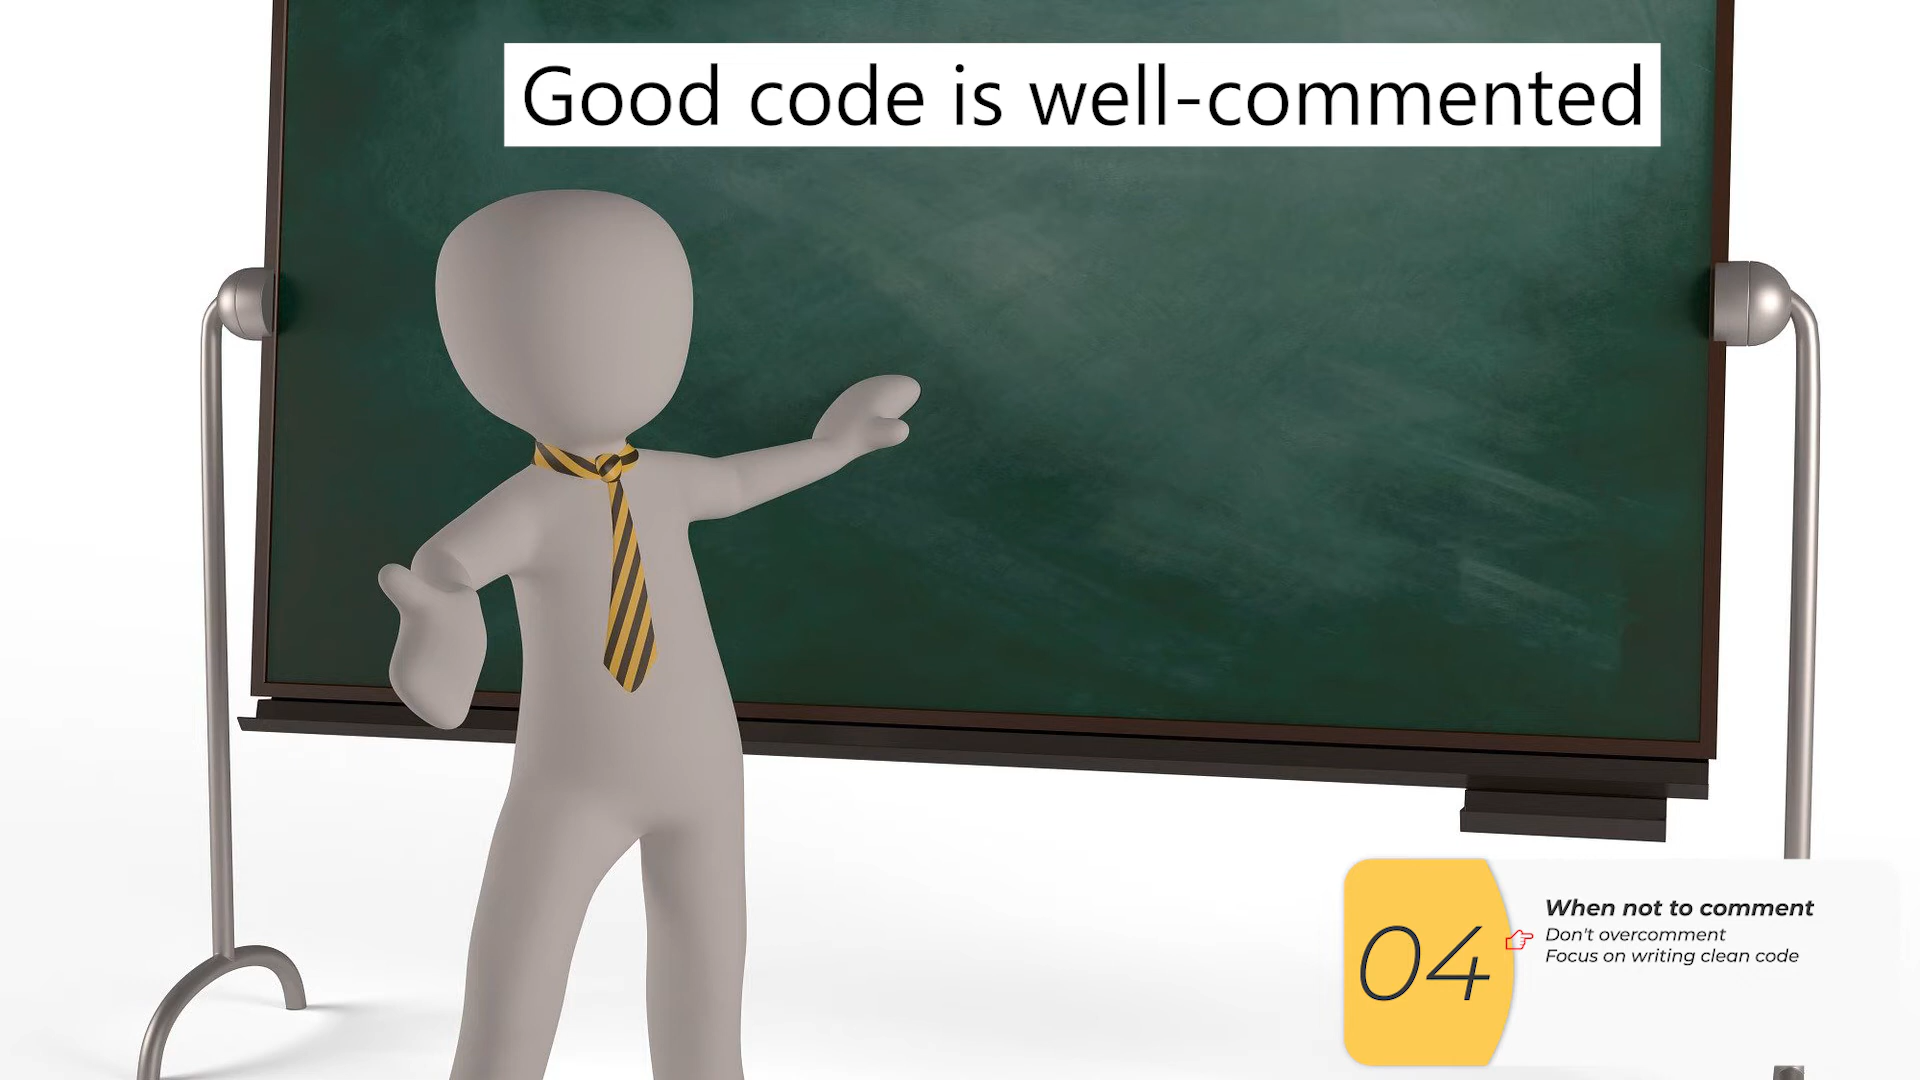 Good code is well-commented
04
When not to comment
Don't overcomment
Focus on writing clean code